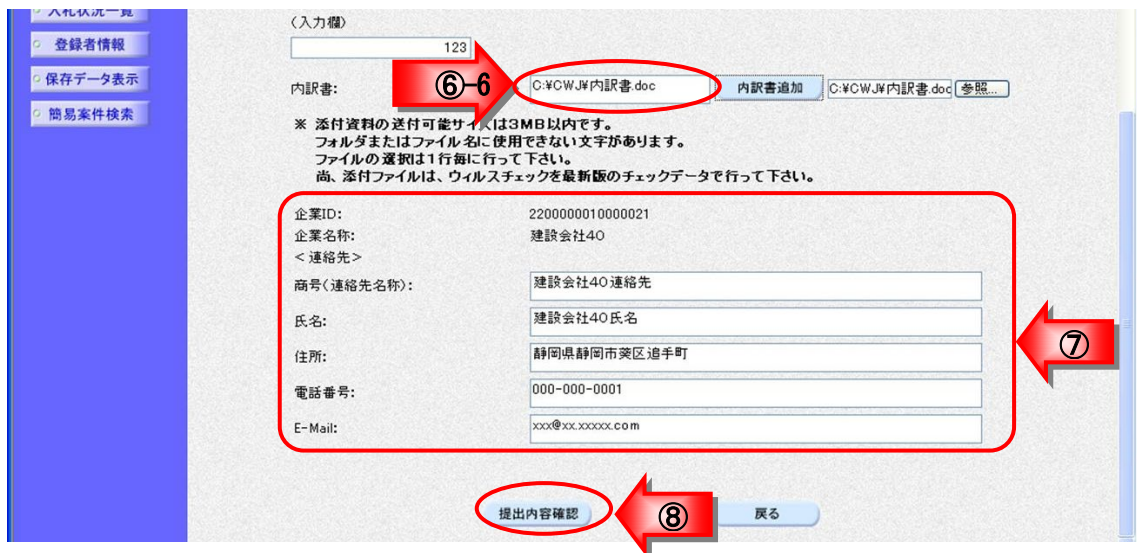 入札状況一覧
登録者情報
保存データ表示
簡易案件検索
(入力欄)
123
内訳書:
⑥-6
C:¥CWJ¥内訳書.doc
内訳書追加
C:¥CWJ¥内訳書.doc
参照...
※ 添付資料の送付可能サイズは3MB以内です。
フォルダまたはファイル名に使用できない文字があります。
ファイルの選択は1行毎に行って下さい。
尚、添付ファイルは、ウィルスチェックを最新版のチェックデータで行って下さい。
企業ID: 2200000010000021
企業名称: 建設会社40
<連絡先>
商号(連絡先名称): 建設会社40連絡先
氏名: 建設会社40氏名
住所: 静岡県静岡市葵区追手町
電話番号: 000-000-0001
E-Mail: xxx@xx.xxxxx.com
⑦
提出内容確認
⑧
戻る